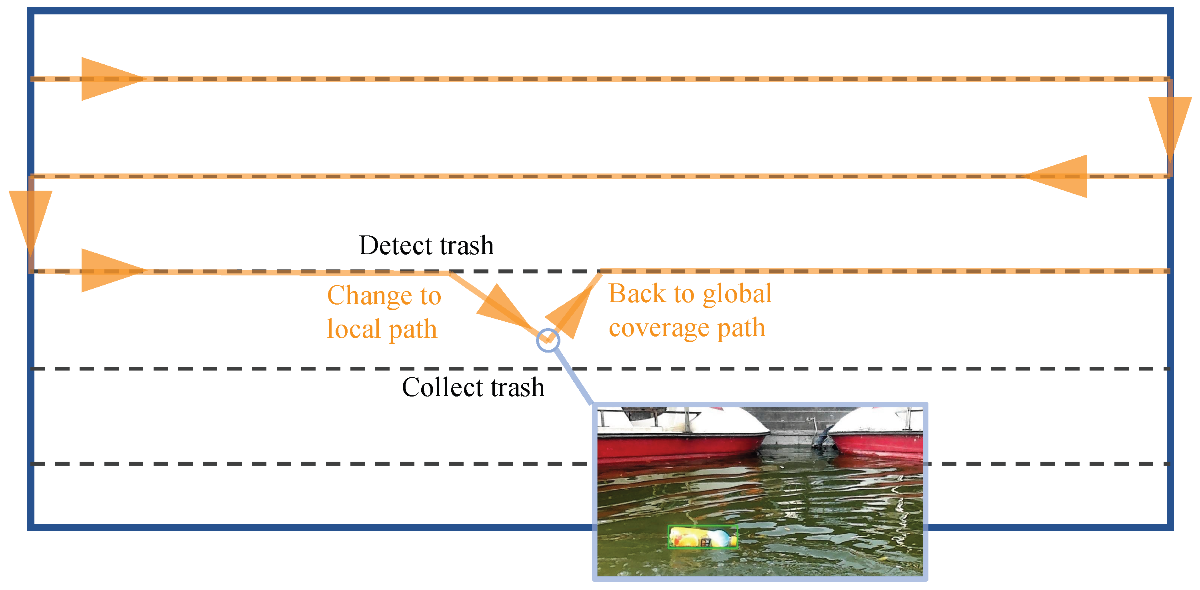 Detect trash
Change to
local path
Back to global
coverage path
Collect trash